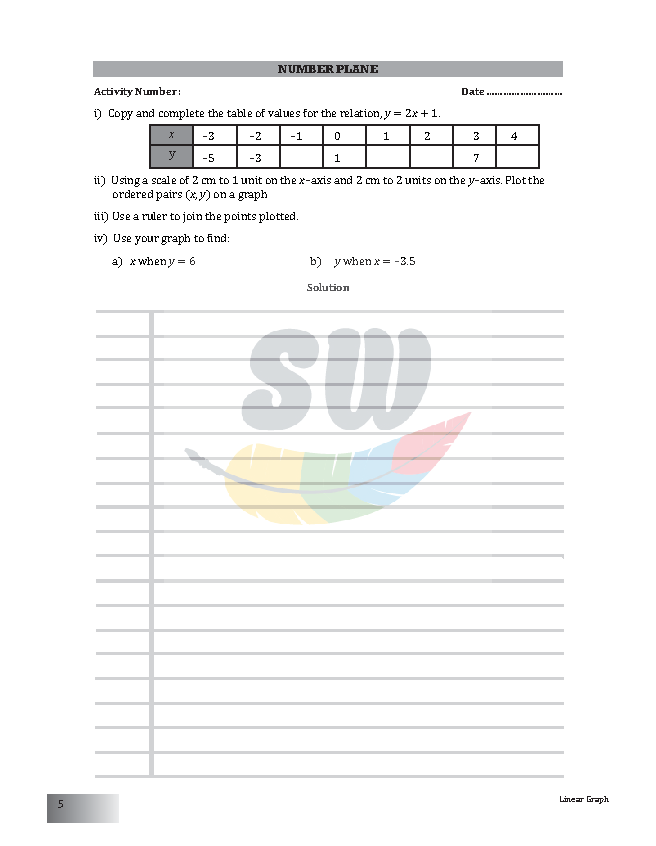 NUMBER PLANE
Activity Number: Date ...........................
i) Copy and complete the table of values for the relation, y = 2x + 1.
x -3 -2 -1 0 1 2 3 4
y -5 -3 1 7
ii) Using a scale of 2 cm to 1 unit on the x-axis and 2 cm to 2 units on the y-axis. Plot the
ordered pairs (x, y) on a graph
iii) Use a ruler to join the points plotted.
iv) Use your graph to find:
a) x when y = 6 b) y when x = -3.5
Solution
sw
5 Linear Graph